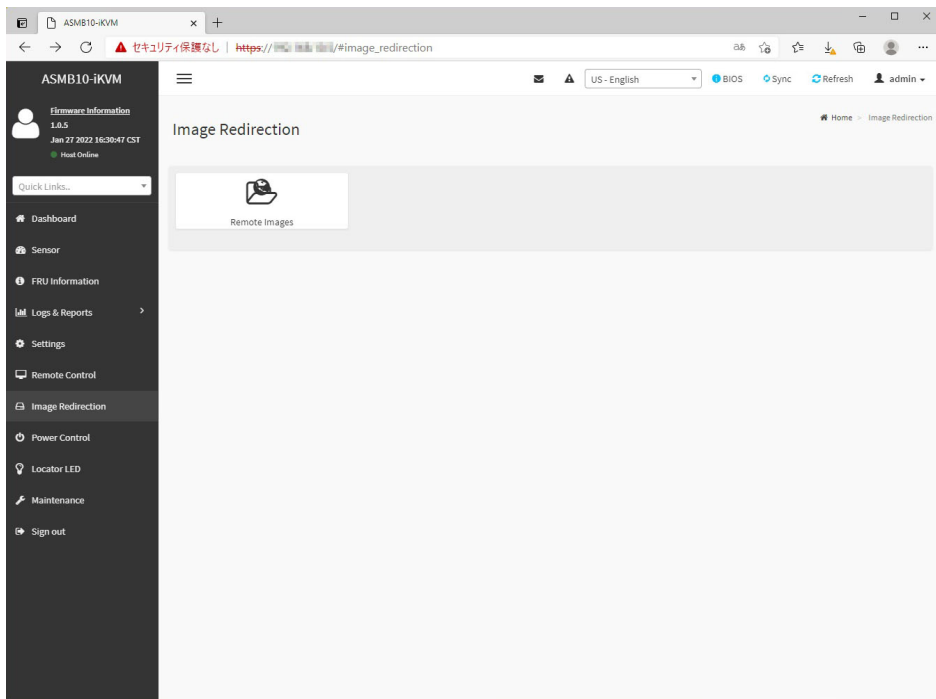 ASMB10-iKVM
セキュリティ保護なし | https:// /#image_redirection
ASMB10-iKVM
US - English
BIOS
Sync
Refresh
admin
Firmware Information
1.0.5
Jan 27 2022 16:30:47 CST
Host Online
Image Redirection
Home > Image Redirection
Quick Links..
Remote Images
Dashboard
Sensor
FRU Information
Logs & Reports >
Settings
Remote Control
Image Redirection
Power Control
Locator LED
Maintenance
Sign out